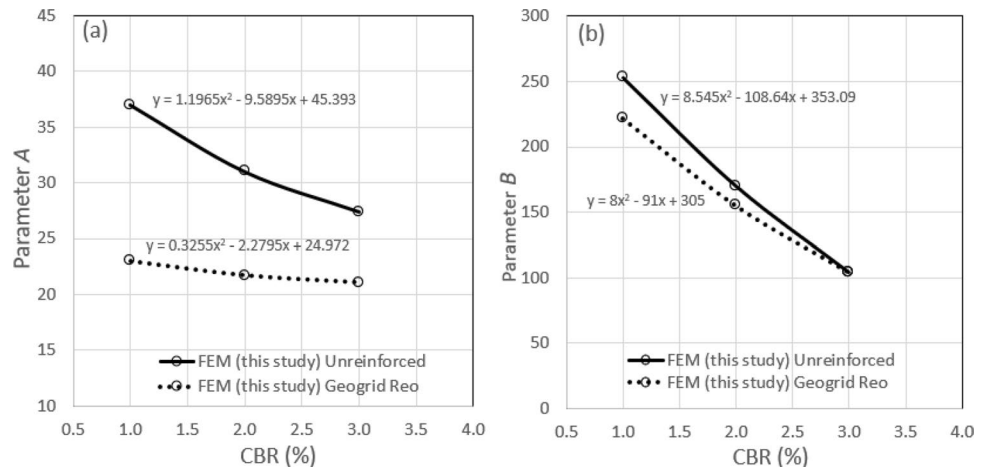 (a)
45
40
35
30
25
20
15
10
Parameter A
y = 1.1965x² - 9.5895x + 45.393
y = 0.3255x² - 2.2795x + 24.972
FEM (this study) Unreinforced
FEM (this study) Geogrid Reo
0.5 1.0 1.5 2.0 2.5 3.0 3.5 4.0
CBR (%)
(b)
300
250
200
150
100
50
0
Parameter B
y = 8.545x² - 108.64x + 353.09
y = 8x² - 91x + 305
FEM (this study) Unreinforced
FEM (this study) Geogrid Reo
0.5 1.0 1.5 2.0 2.5 3.0 3.5 4.0
CBR (%)